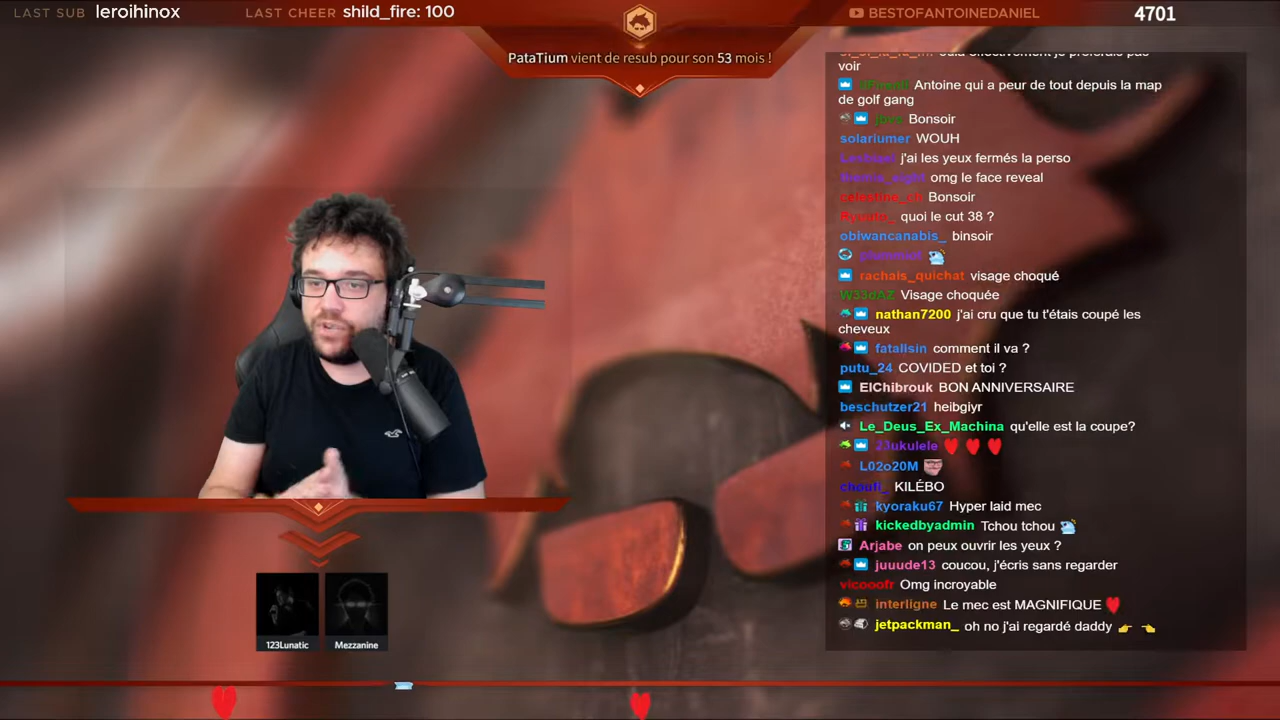 LAST SUB leroihinox LAST CHEER shild_fire: 100
BESTOFANTOINEDANIEL 4701
PataTium vient de resub pour son 53 mois !
voir
Antoine qui a peur de tout depuis la map
de golf gang
Bonsoir
solariumer WOUH
j'ai les yeux fermés la perso
omg le face reveal
celestine_ch Bonsoir
quoi le cut 38 ?
obiwancanabis_ binsoir
rachais_quichat visage choqué
W33dAZ Visage choquée
nathan7200 j'ai cru que tu t'étais coupé les
cheveux
fatalisin comment il va ?
putu_24 COVIDED et toi ?
ElChibrouk BON ANNIVERSAIRE
beschutzer21 heibgiyr
Le_Deus_Ex_Machina qu'elle est la coupe?
23ukulele
L02o20M
choufi_ KILÉBO
kyoraku67 Hyper laid mec
kickedbyadmin Tchou tchou
Arjabe on peux ouvrir les yeux ?
juuude13 coucou, j'écris sans regarder
vicooofr Omg incroyable
interligne Le mec est MAGNIFIQUE
jetpackman_ oh no j'ai regardé daddy
123Lunatic
Mezzanine